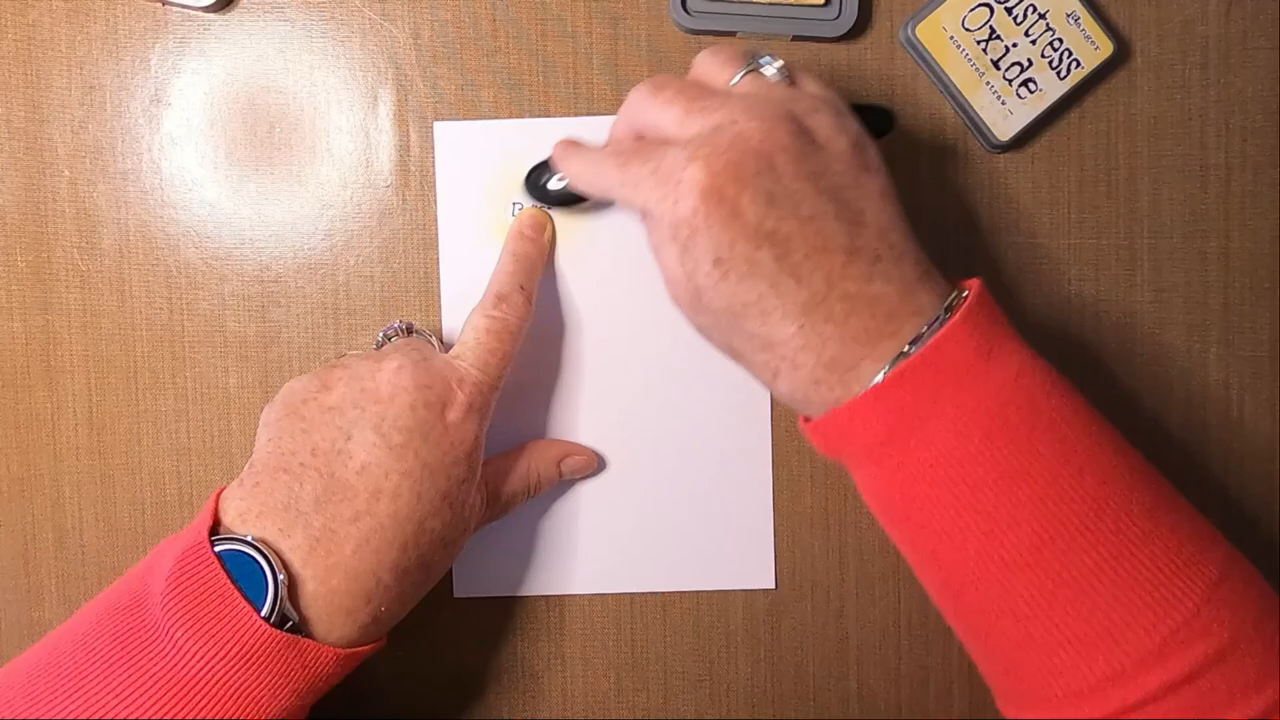 Ranger
Distress
Oxide®
- scattered straw -